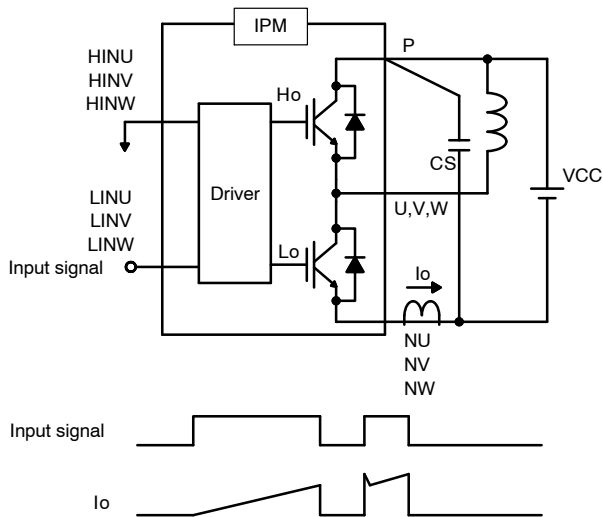 IPM
P
HINU
HINV
HINW
Ho
CS
VCC
Driver
U,V,W
LINU
LINV
LINW
Input signal
Lo
Io
NU
NV
NW
Input signal
Io